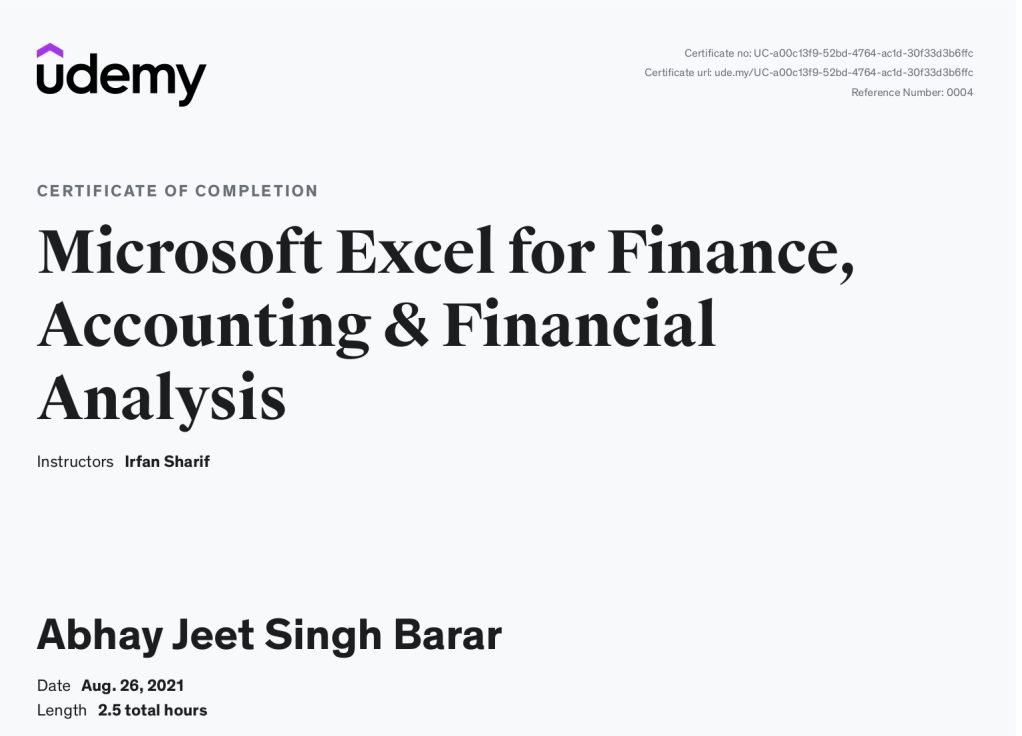 udemy
Certificate no: UC-a00c13f9-52bd-4764-ac1d-30f33d3b6ffc
Certificate url: ude.my/UC-a00c13f9-52bd-4764-ac1d-30f33d3b6ffc
Reference Number: 0004
CERTIFICATE OF COMPLETION
Microsoft Excel for Finance,
Accounting & Financial
Analysis
Instructors Irfan Sharif
Abhay Jeet Singh Barar
Date Aug. 26, 2021
Length 2.5 total hours